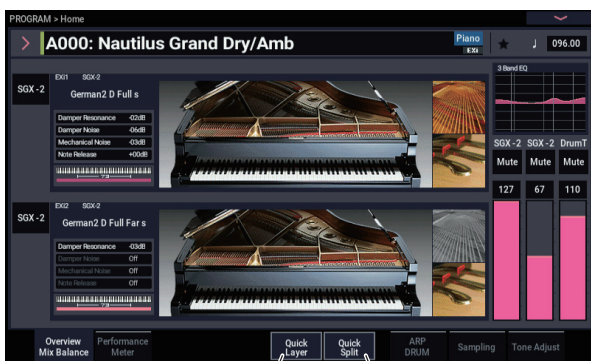 PROGRAM > Home
A000: Nautilus Grand Dry/Amb
Piano
EXi
♩ 096.00
SGX-2
EXI1 SGX-2
German2 D Full s
Damper Resonance -02dB
Damper Noise -06dB
Mechanical Noise -03dB
Note Release +00dB
73
SGX-2
EXI2 SGX-2
German2 D Full Far s
Damper Resonance -03dB
Damper Noise Off
Mechanical Noise Off
Note Release Off
73
3 Band EQ
SGX-2 SGX-2 DrumT
Mute Mute Mute
127 67 110
Overview
Mix Balance
Performance
Meter
Quick
Layer
Quick
Split
ARP
DRUM
Sampling
Tone Adjust